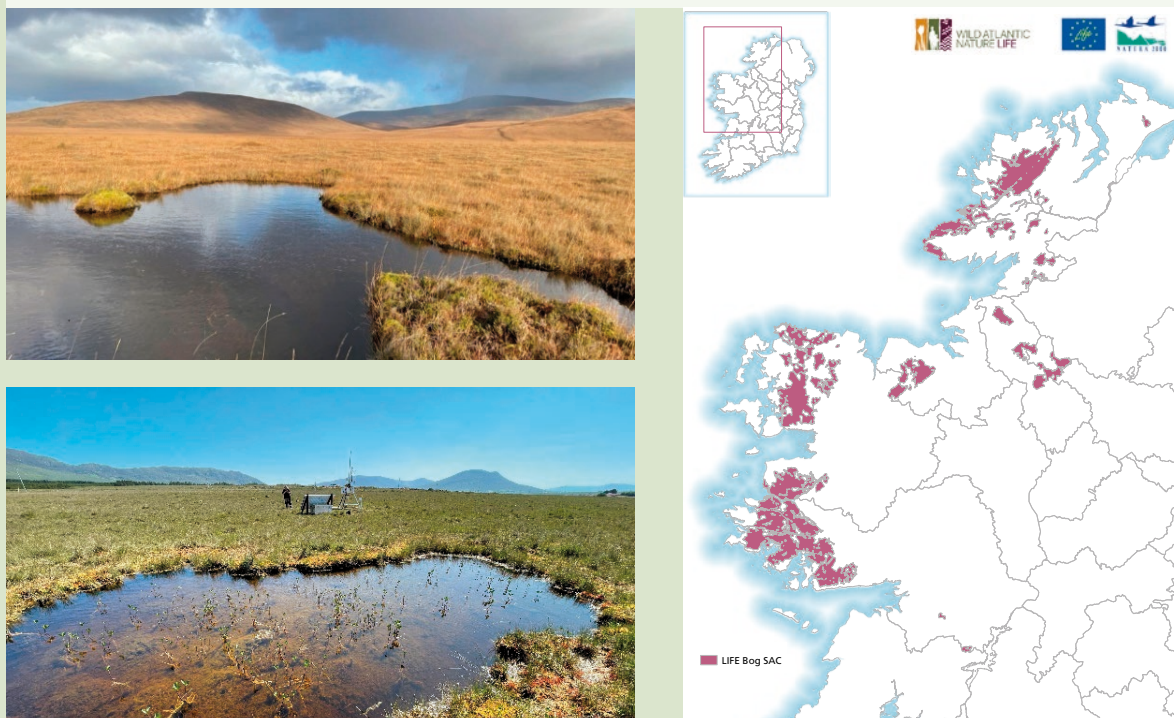 WILD ATLANTIC
NATURE LIFE
Life
NATURA 2000
LIFE Bog SAC